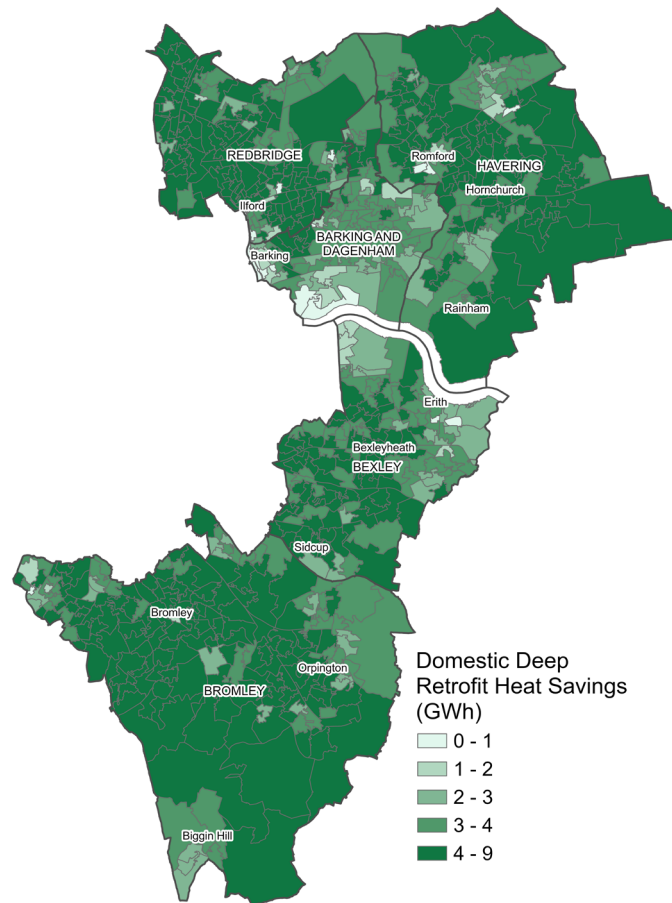 REDBRIDGE
Romford
HAVERING
Hornchurch
Ilford
BARKING AND
DAGENHAM
Barking
Rainham
Erith
Bexleyheath
BEXLEY
Sidcup
Bromley
Orpington
BROMLEY
Biggin Hill
Domestic Deep
Retrofit Heat Savings
(GWh)
0 - 1
1 - 2
2 - 3
3 - 4
4 - 9